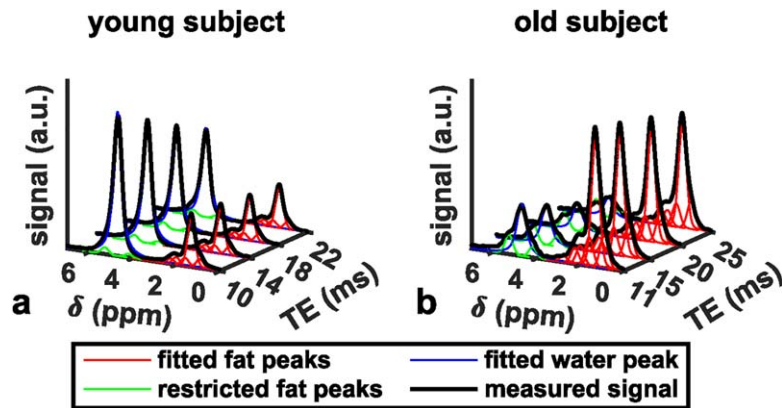 young subject
old subject
signal (a.u.)
6 4 2 0
δ (ppm)
10 14 18 22
TE (ms)
a
signal (a.u.)
6 4 2 0
δ (ppm)
11 15 20 25
TE (ms)
b
fitted fat peaks
fitted water peak
restricted fat peaks
measured signal